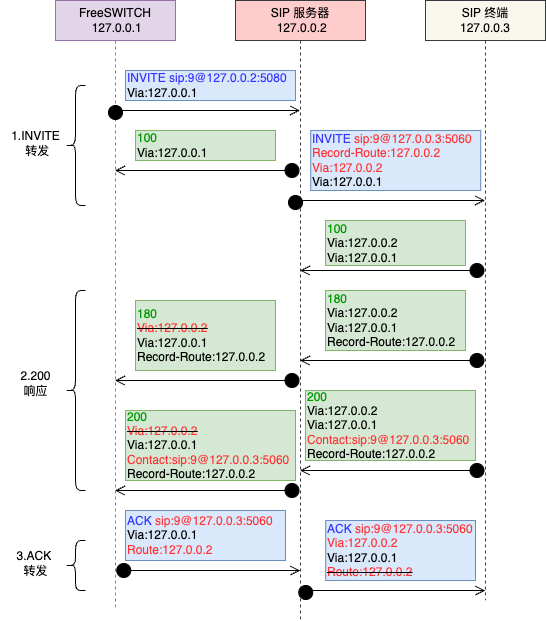 FreeSWITCH
127.0.0.1
SIP 服务器
127.0.0.2
SIP 终端
127.0.0.3
1.INVITE
转发
INVITE sip:9@127.0.0.2:5080
Via:127.0.0.1
100
Via:127.0.0.1
INVITE sip:9@127.0.0.3:5060
Record-Route:127.0.0.2
Via:127.0.0.2
Via:127.0.0.1
100
Via:127.0.0.2
Via:127.0.0.1
2.200
响应
180
Via:127.0.0.2
Via:127.0.0.1
Record-Route:127.0.0.2
180
Via:127.0.0.2
Via:127.0.0.1
Record-Route:127.0.0.2
200
Via:127.0.0.2
Via:127.0.0.1
Contact:sip:9@127.0.0.3:5060
Record-Route:127.0.0.2
200
Via:127.0.0.2
Via:127.0.0.1
Contact:sip:9@127.0.0.3:5060
Record-Route:127.0.0.2
3.ACK
转发
ACK sip:9@127.0.0.3:5060
Via:127.0.0.1
Route:127.0.0.2
ACK sip:9@127.0.0.3:5060
Via:127.0.0.2
Via:127.0.0.1
Route:127.0.0.2